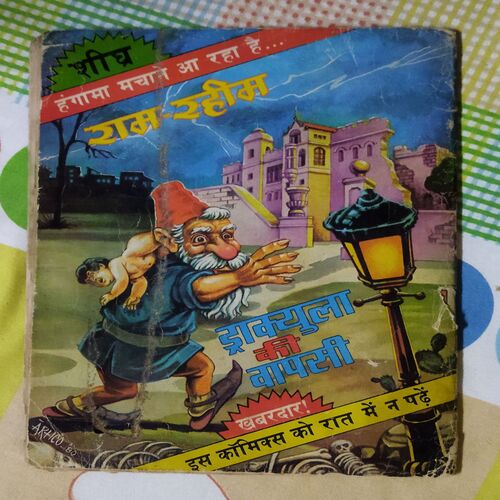 शीघ्र
हंगामा मचाने आ रहा है...
राम-रहीम
ड्राक्युला
की
वापसी
खबरदार!
इस कॉमिक्स को रात में न पढ़ें